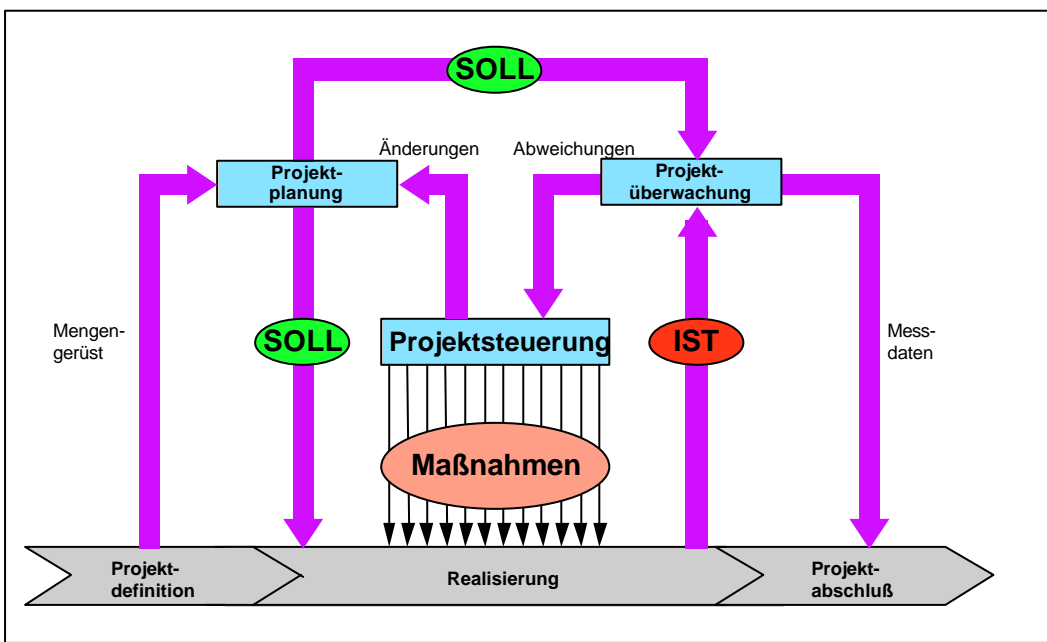 SOLL
Änderungen
Abweichungen
Projekt-
planung
Projekt-
überwachung
Mengen-
gerüst
SOLL
Projektsteuerung
IST
Mess-
daten
Maßnahmen
Projekt-
definition
Realisierung
Projekt-
abschluß